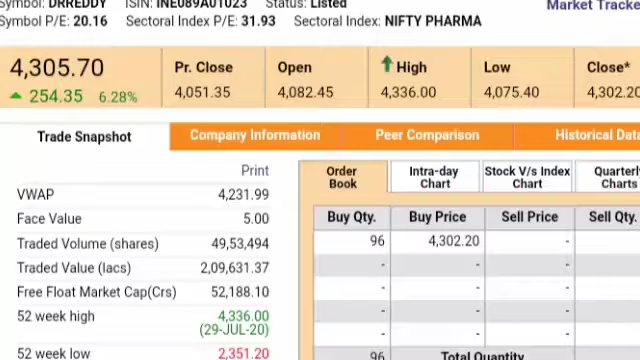 Symbol: DRREDDY ISIN: INE089A01023 Status: Listed
Market Tracke
Symbol P/E: 20.16 Sectoral Index P/E: 31.93 Sectoral Index: NIFTY PHARMA
4,305.70 Pr. Close Open High Low Close*
254.35 6.28% 4,051.35 4,082.45 4,336.00 4,075.40 4,302.20
Trade Snapshot Company Information Peer Comparison Historical Data
Print
Order Book Intra-day Chart Stock V/s Index Chart Quarterly Charts
VWAP 4,231.99
Face Value 5.00
Buy Qty. Buy Price Sell Price Sell Qty.
Traded Volume (shares) 49,53,494
96 4,302.20 - -
Traded Value (lacs) 2,09,631.37
- - - -
Free Float Market Cap(Crs) 52,188.10
- - - -
52 week high 4,336.00
- - - -
(29-JUL-20)
- - - -
52 week low 2,351.20
96 Total Quantity